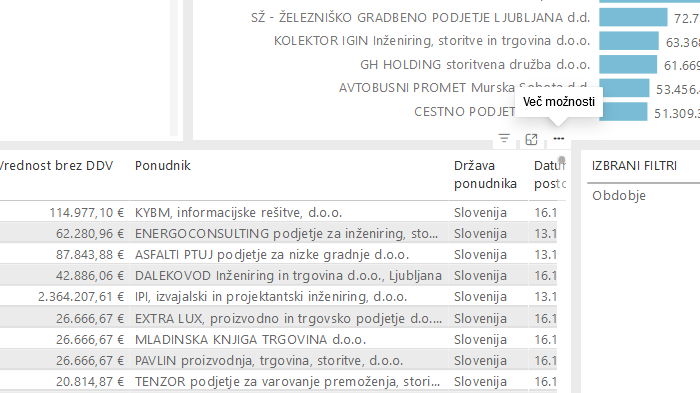 SŽ - ŽELEZNIŠKO GRADBENO PODJETJE LJUBLJANA d.d. 72.7
KOLEKTOR IGIN Inženiring, storitve in trgovina d.o.o. 63.368
GH HOLDING storitvena družba d.o.o. 61.669
AVTOBUSNI PROMET Murska Sobota d.d. 53.456.
CESTNO PODJET 51.309.3
Več možnosti
Vrednost brez DDV Ponudnik Država ponudnika Datum posto
IZBRANI FILTRI
Obdobje
114.977,10 € KYBM, informacijske rešitve, d.o.o. Slovenija 16.1
62.280,96 € ENERGOCONSULTING podjetje za inženiring, sto... Slovenija 13.1
87.843,88 € ASFALTI PTUJ podjetje za nizke gradnje d.o.o. Slovenija 16.1
42.886,06 € DALEKOVOD Inženiring in trgovina d.o.o., Ljubljana Slovenija 16.1
2.364.207,61 € IPI, izvajalski in projektantski inženiring, d.o.o. Slovenija 13.1
26.666,67 € EXTRA LUX, proizvodno in trgovsko podjetje d.o.... Slovenija 16.1
26.666,67 € MLADINSKA KNJIGA TRGOVINA d.o.o. Slovenija 16.1
26.666,67 € PAVLIN proizvodnja, trgovina, storitve, d.o.o. Slovenija 16.1
20.814,87 € TENZOR podjetje za varovanje premoženja, stori... Slovenija 16.1